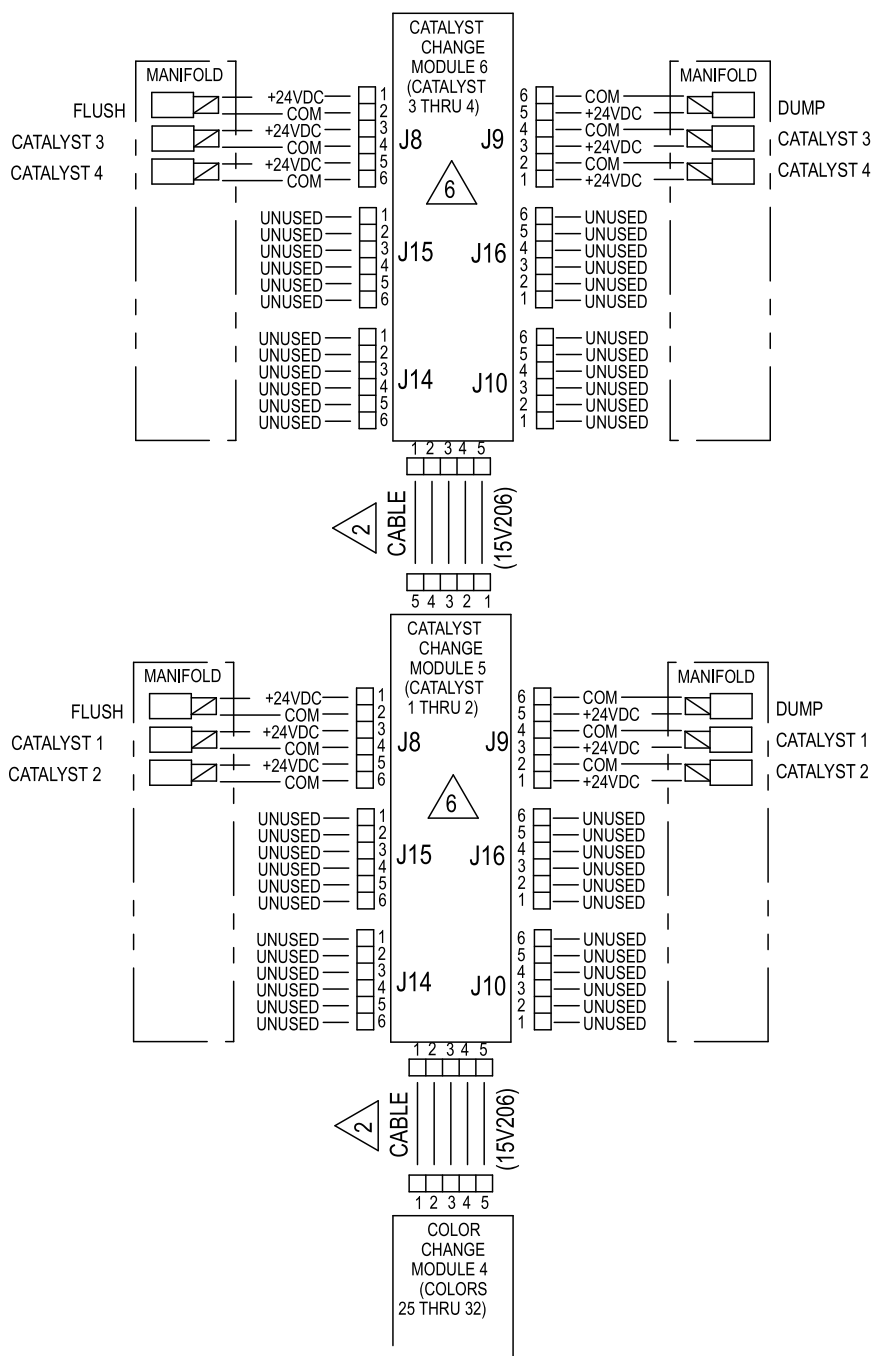 CATALYST
CHANGE
MODULE 6
(CATALYST
3 THRU 4)
MANIFOLD
MANIFOLD
FLUSH
+24VDC
1
6
COM
DUMP
COM
2
5
+24VDC
CATALYST 3
+24VDC
3
J8
J9
4
COM
CATALYST 3
COM
4
3
+24VDC
CATALYST 4
+24VDC
5
2
COM
CATALYST 4
COM
6
6
1
+24VDC
UNUSED
1
6
UNUSED
UNUSED
2
5
UNUSED
UNUSED
3
J15
J16
4
UNUSED
UNUSED
4
3
UNUSED
UNUSED
5
2
UNUSED
UNUSED
6
1
UNUSED
UNUSED
1
6
UNUSED
UNUSED
2
5
UNUSED
UNUSED
3
4
UNUSED
UNUSED
4
J14
J10
3
UNUSED
UNUSED
5
2
UNUSED
UNUSED
6
1
UNUSED
1 2 3 4 5
2
CABLE
(15V206)
5 4 3 2 1
CATALYST
CHANGE
MODULE 5
(CATALYST
1 THRU 2)
MANIFOLD
MANIFOLD
FLUSH
+24VDC
1
6
COM
DUMP
COM
2
5
+24VDC
CATALYST 1
+24VDC
3
J8
J9
4
COM
CATALYST 1
COM
4
3
+24VDC
CATALYST 2
+24VDC
5
2
COM
CATALYST 2
COM
6
6
1
+24VDC
UNUSED
1
6
UNUSED
UNUSED
2
5
UNUSED
UNUSED
3
J15
J16
4
UNUSED
UNUSED
4
3
UNUSED
UNUSED
5
2
UNUSED
UNUSED
6
1
UNUSED
UNUSED
1
6
UNUSED
UNUSED
2
5
UNUSED
UNUSED
3
4
UNUSED
UNUSED
4
J14
J10
3
UNUSED
UNUSED
5
2
UNUSED
UNUSED
6
1
UNUSED
1 2 3 4 5
2
CABLE
(15V206)
1 2 3 4 5
COLOR
CHANGE
MODULE 4
(COLORS
25 THRU 32)